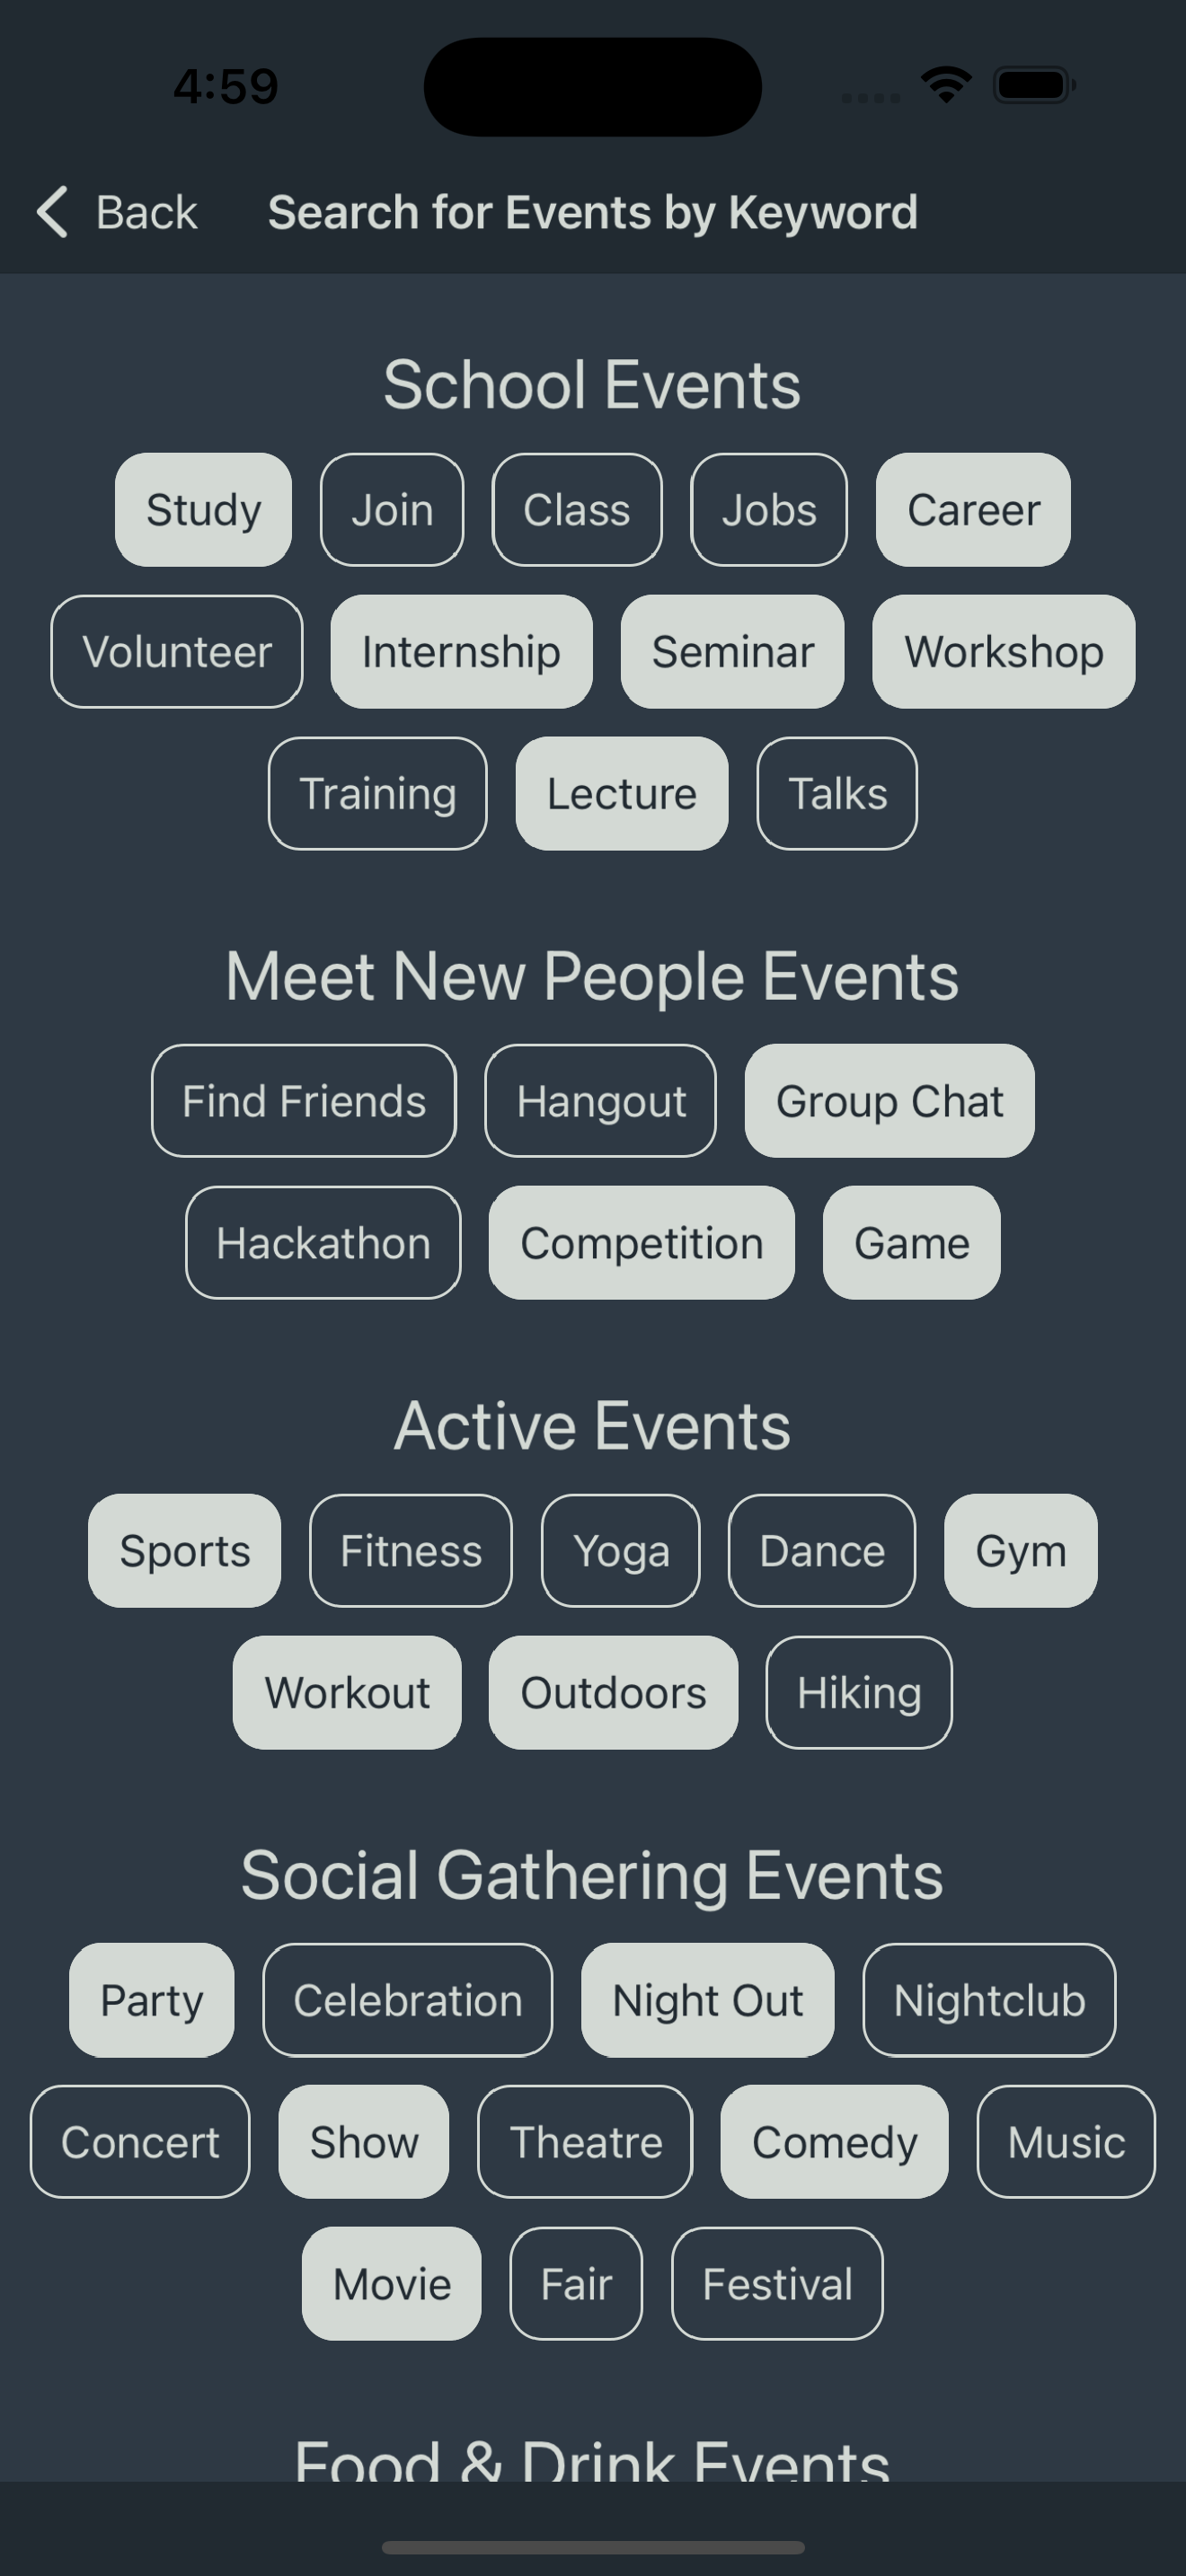 4:59
Back Search for Events by Keyword
School Events
Study Join Class Jobs Career
Volunteer Internship Seminar Workshop
Training Lecture Talks
Meet New People Events
Find Friends Hangout Group Chat
Hackathon Competition Game
Active Events
Sports Fitness Yoga Dance Gym
Workout Outdoors Hiking
Social Gathering Events
Party Celebration Night Out Nightclub
Concert Show Theatre Comedy Music
Movie Fair Festival
Food & Drink Events